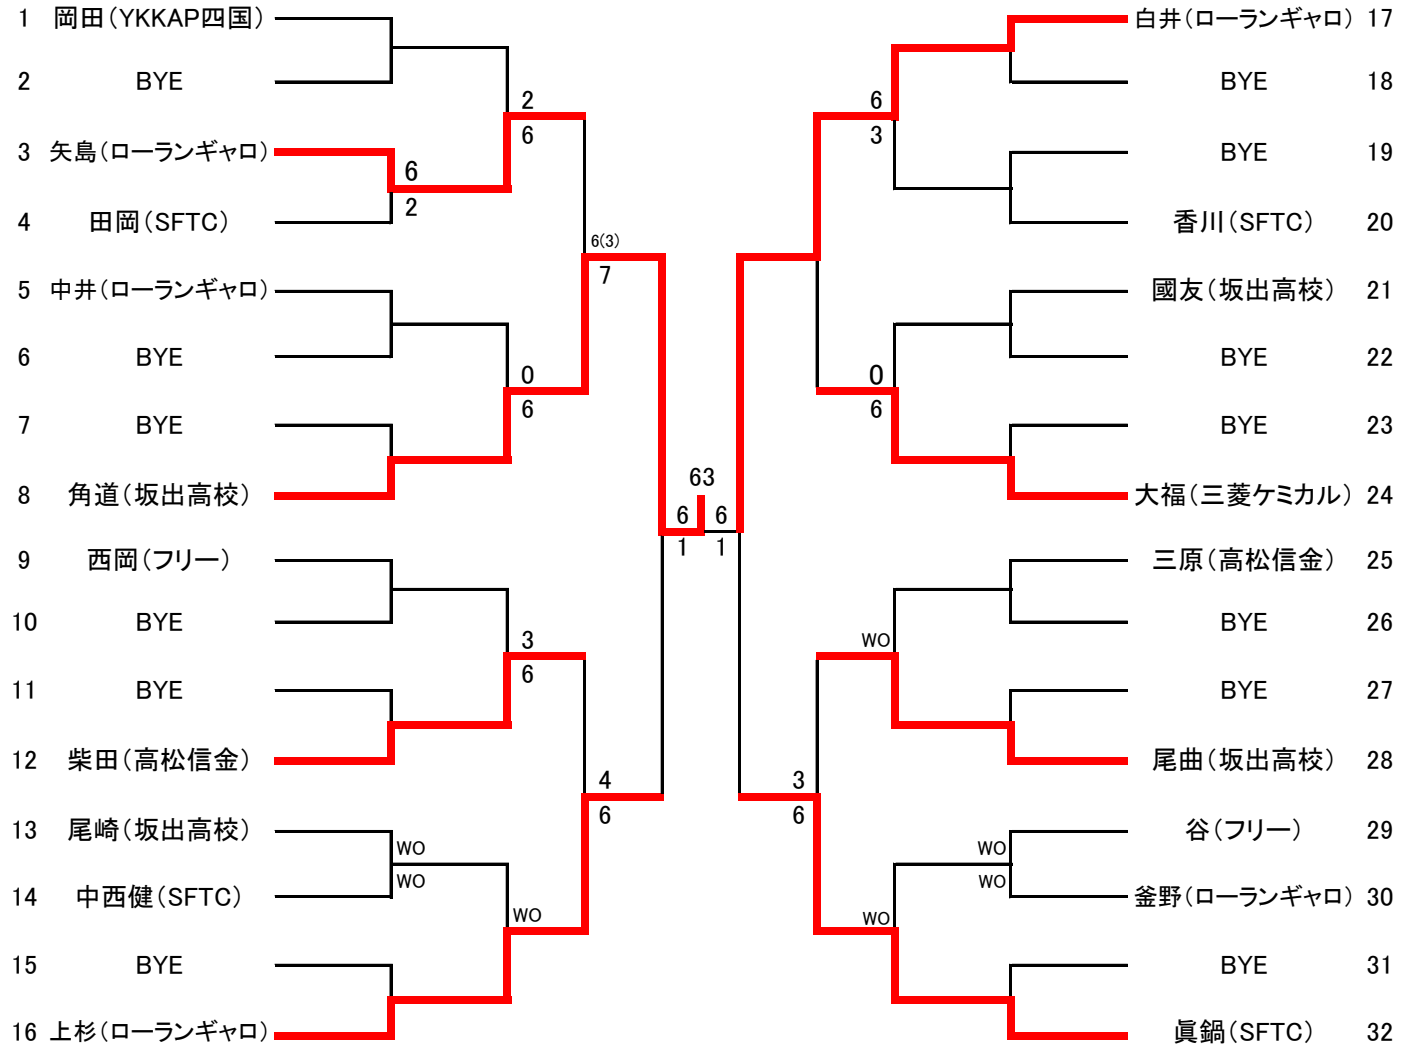 1 岡田（YKKAP四国）
2 BYE
3 矢島（ローランギャロ）
4 田岡（SFTC）
5 中井（ローランギャロ）
6 BYE
7 BYE
8 角道（坂出高校）
9 西岡（フリー）
10 BYE
11 BYE
12 柴田（高松信金）
13 尾崎（坂出高校）
14 中西健（SFTC）
15 BYE
16 上杉（ローランギャロ）
6
2
WO
WO
2
6
0
6
3
6
WO
6(3)
7
4
6
63
6 6
1 1
3
6
6
3
0
6
WO
WO
WO
WO
白井（ローランギャロ） 17
BYE 18
BYE 19
香川（SFTC） 20
國友（坂出高校） 21
BYE 22
BYE 23
大福（三菱ケミカル） 24
三原（高松信金） 25
BYE 26
BYE 27
尾曲（坂出高校） 28
谷（フリー） 29
釜野（ローランギャロ） 30
BYE 31
眞鍋（SFTC） 32